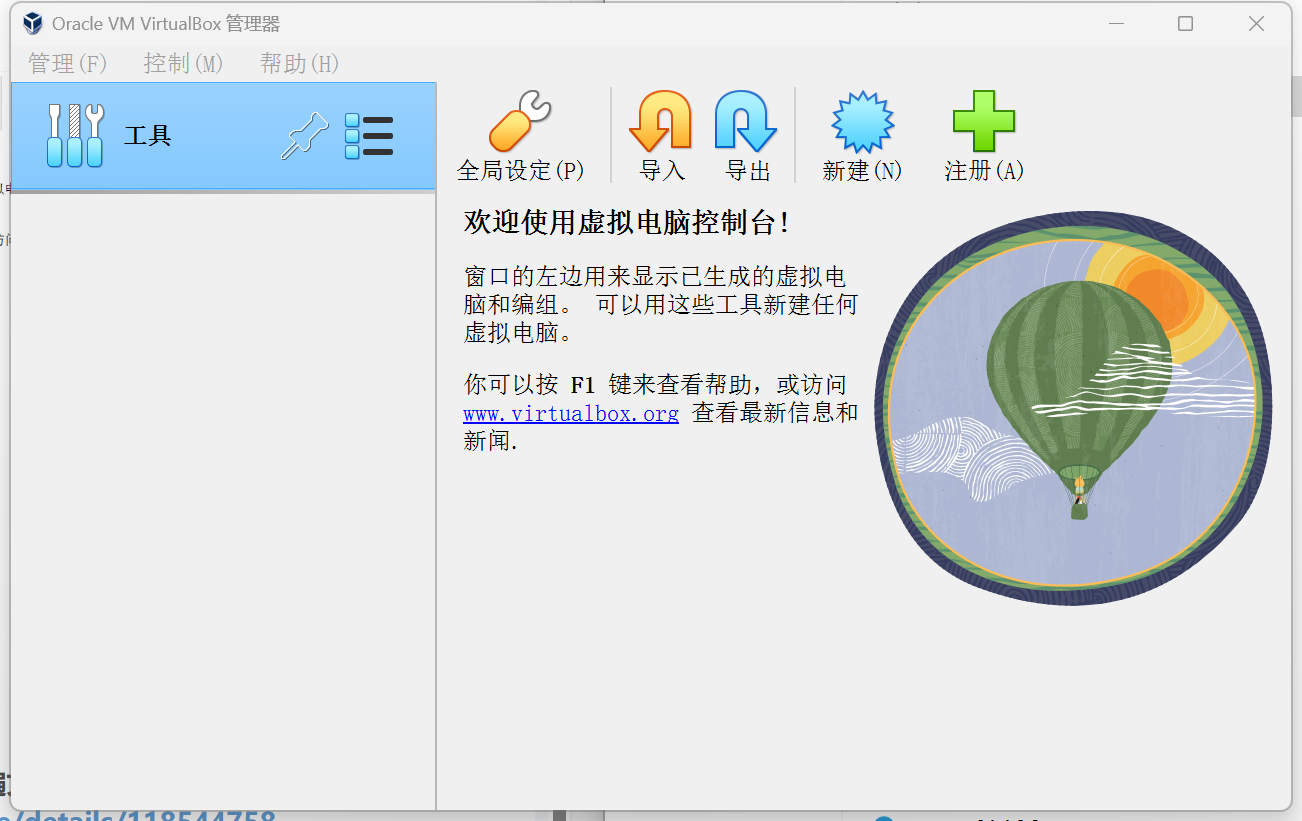 Oracle VM VirtualBox 管理器
管理(F) 控制(M) 帮助(H)
工具
全局设定(P) 导入 导出 新建(N) 注册(A)
欢迎使用虚拟电脑控制台!
窗口的左边用来显示已生成的虚拟电
脑和编组。 可以用这些工具新建任何
虚拟电脑。
你可以按 F1 键来查看帮助，或访问
www.virtualbox.org 查看最新信息和
新闻.
/details/118544758